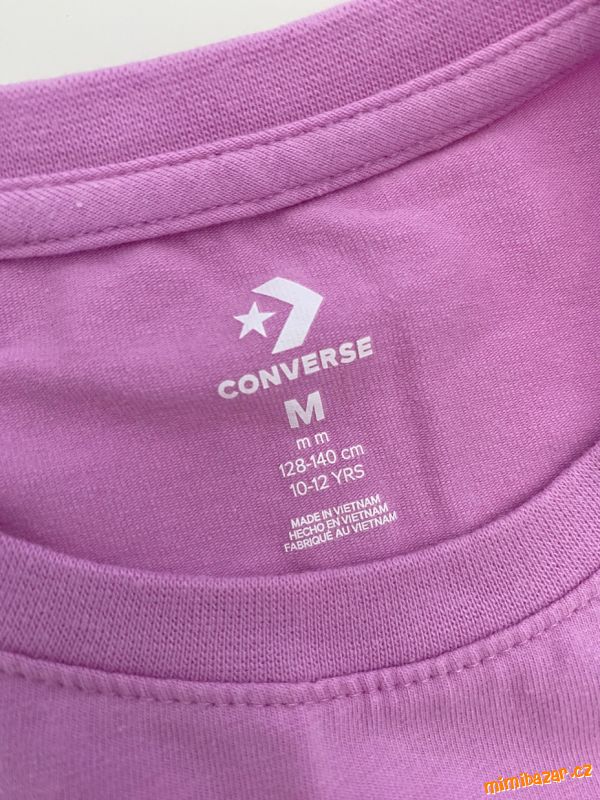 CONVERSE
M
m m
128-140 cm
10-12 YRS
MADE IN VIETNAM
HECHO EN VIETNAM
FABRIQUÉ AU VIETNAM
mimibazar.cz